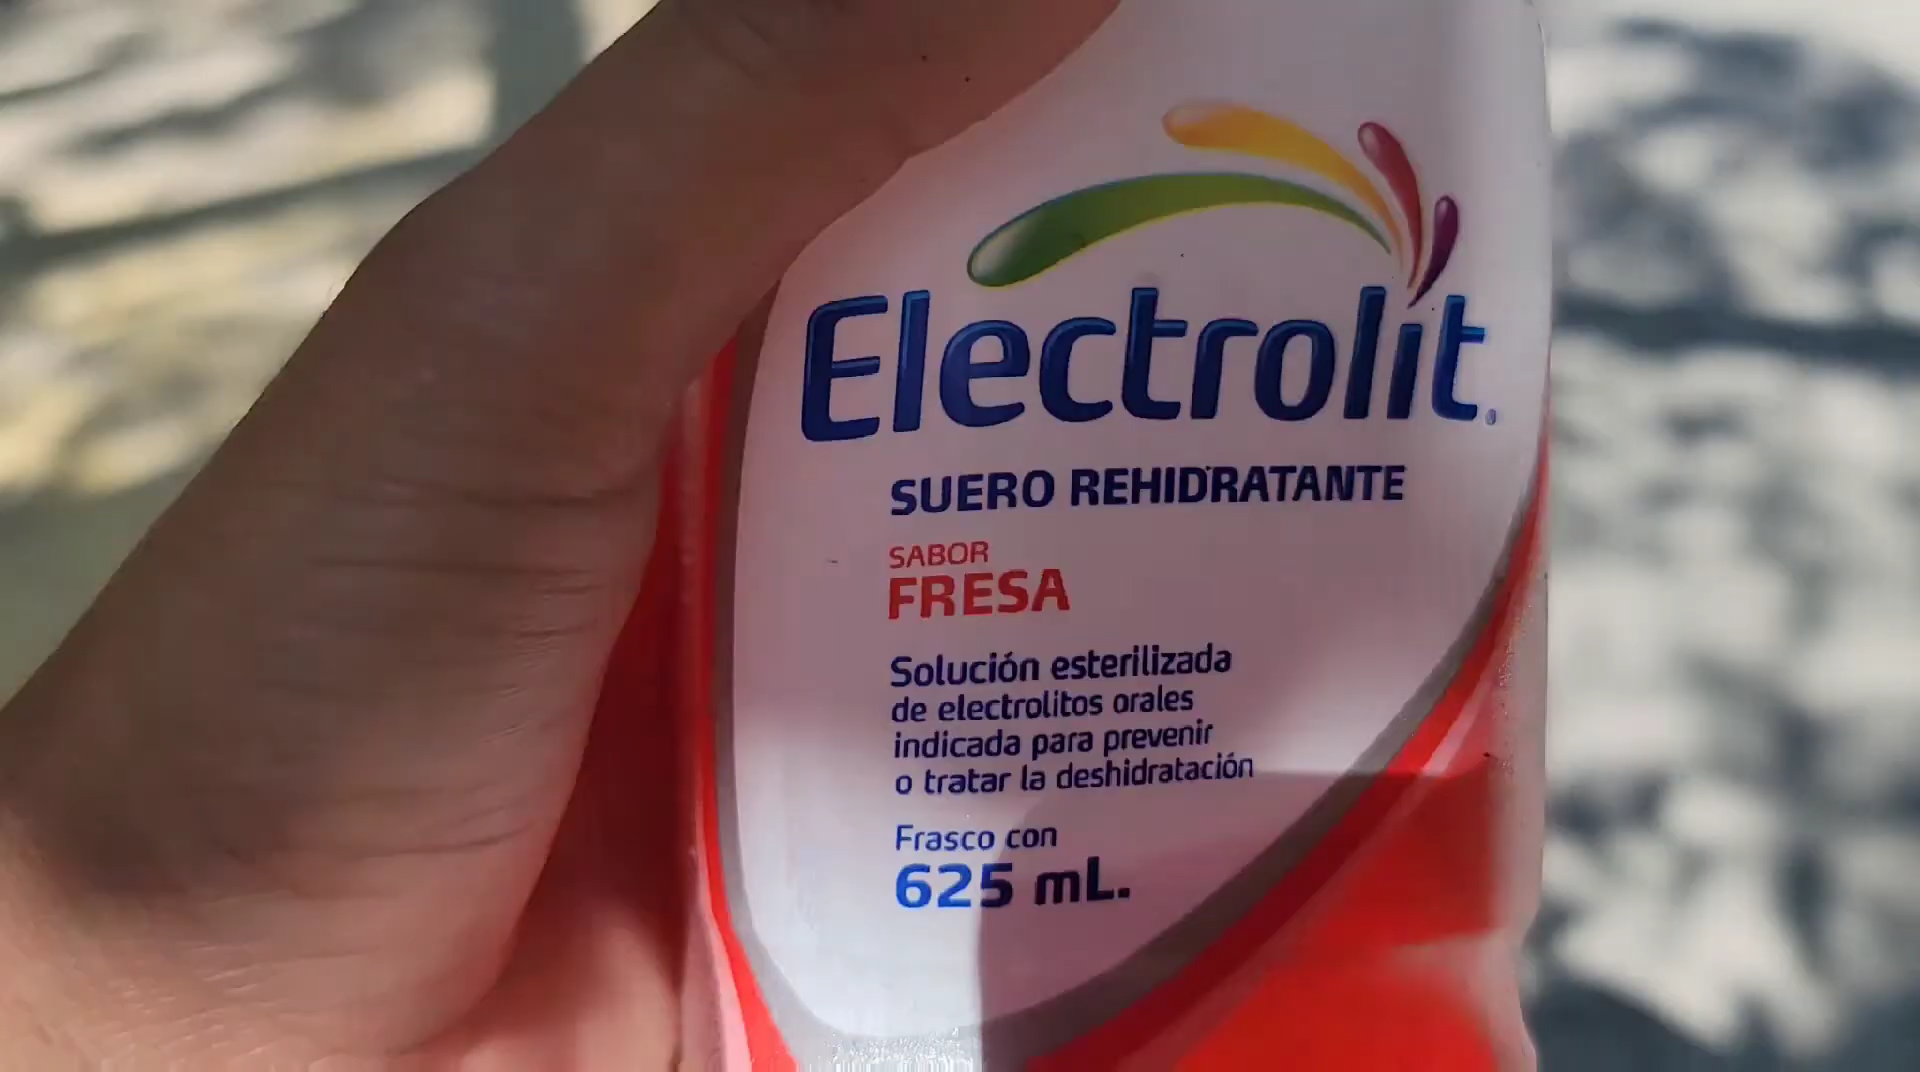 Electrolit
SUERO REHIDRATANTE
SABOR
FRESA
Solución esterilizada
de electrolitos orales
indicada para prevenir
o tratar la deshidratación
Frasco con
625 mL.